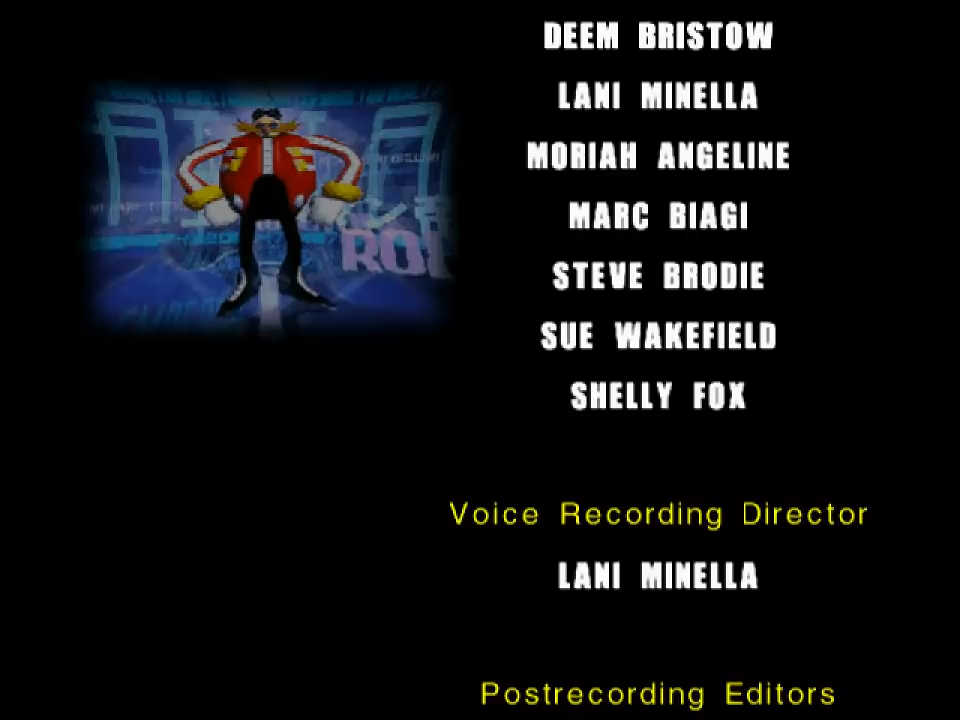 DEEM BRISTOW
LANI MINELLA
MORIAH ANGELINE
MARC BIAGI
STEVE BRODIE
SUE WAKEFIELD
SHELLY FOX
Voice Recording Director
LANI MINELLA
Postrecording Editors